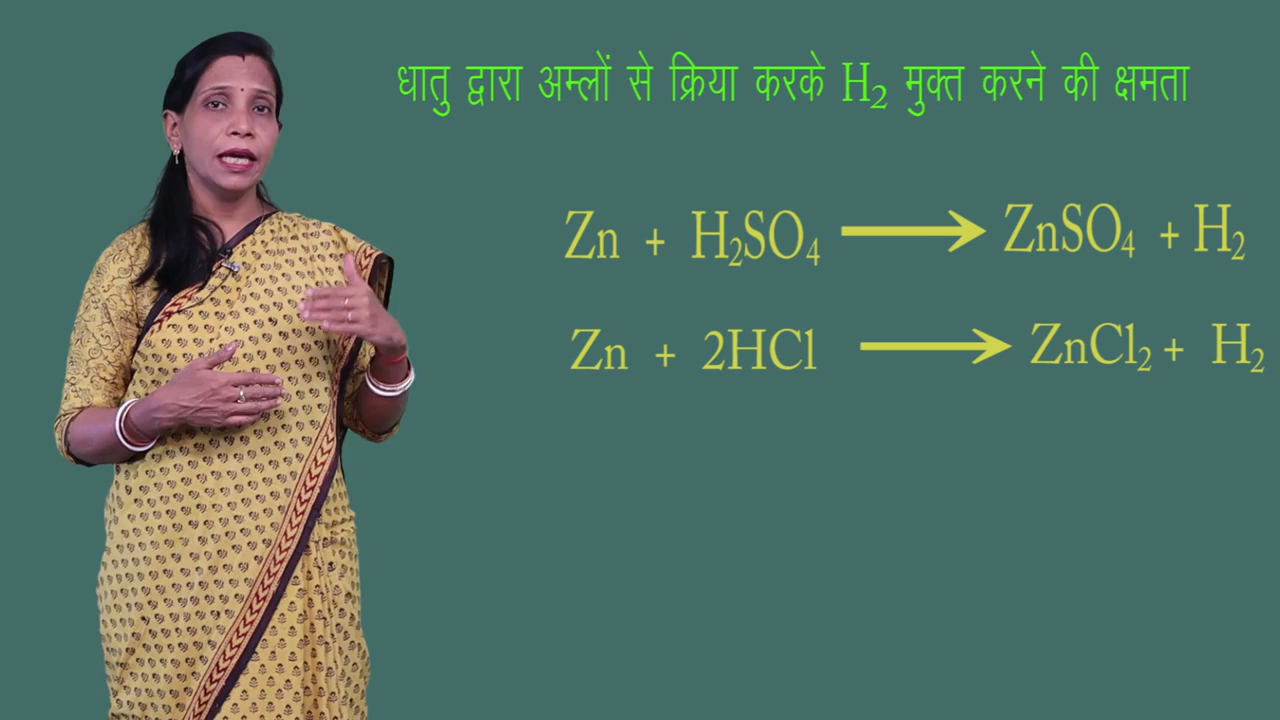 धातु द्वारा अम्लों से क्रिया करके H₂ मुक्त करने की क्षमता
Zn + H₂SO₄ ⟶ ZnSO₄ + H₂
Zn + 2HCl ⟶ ZnCl₂ + H₂